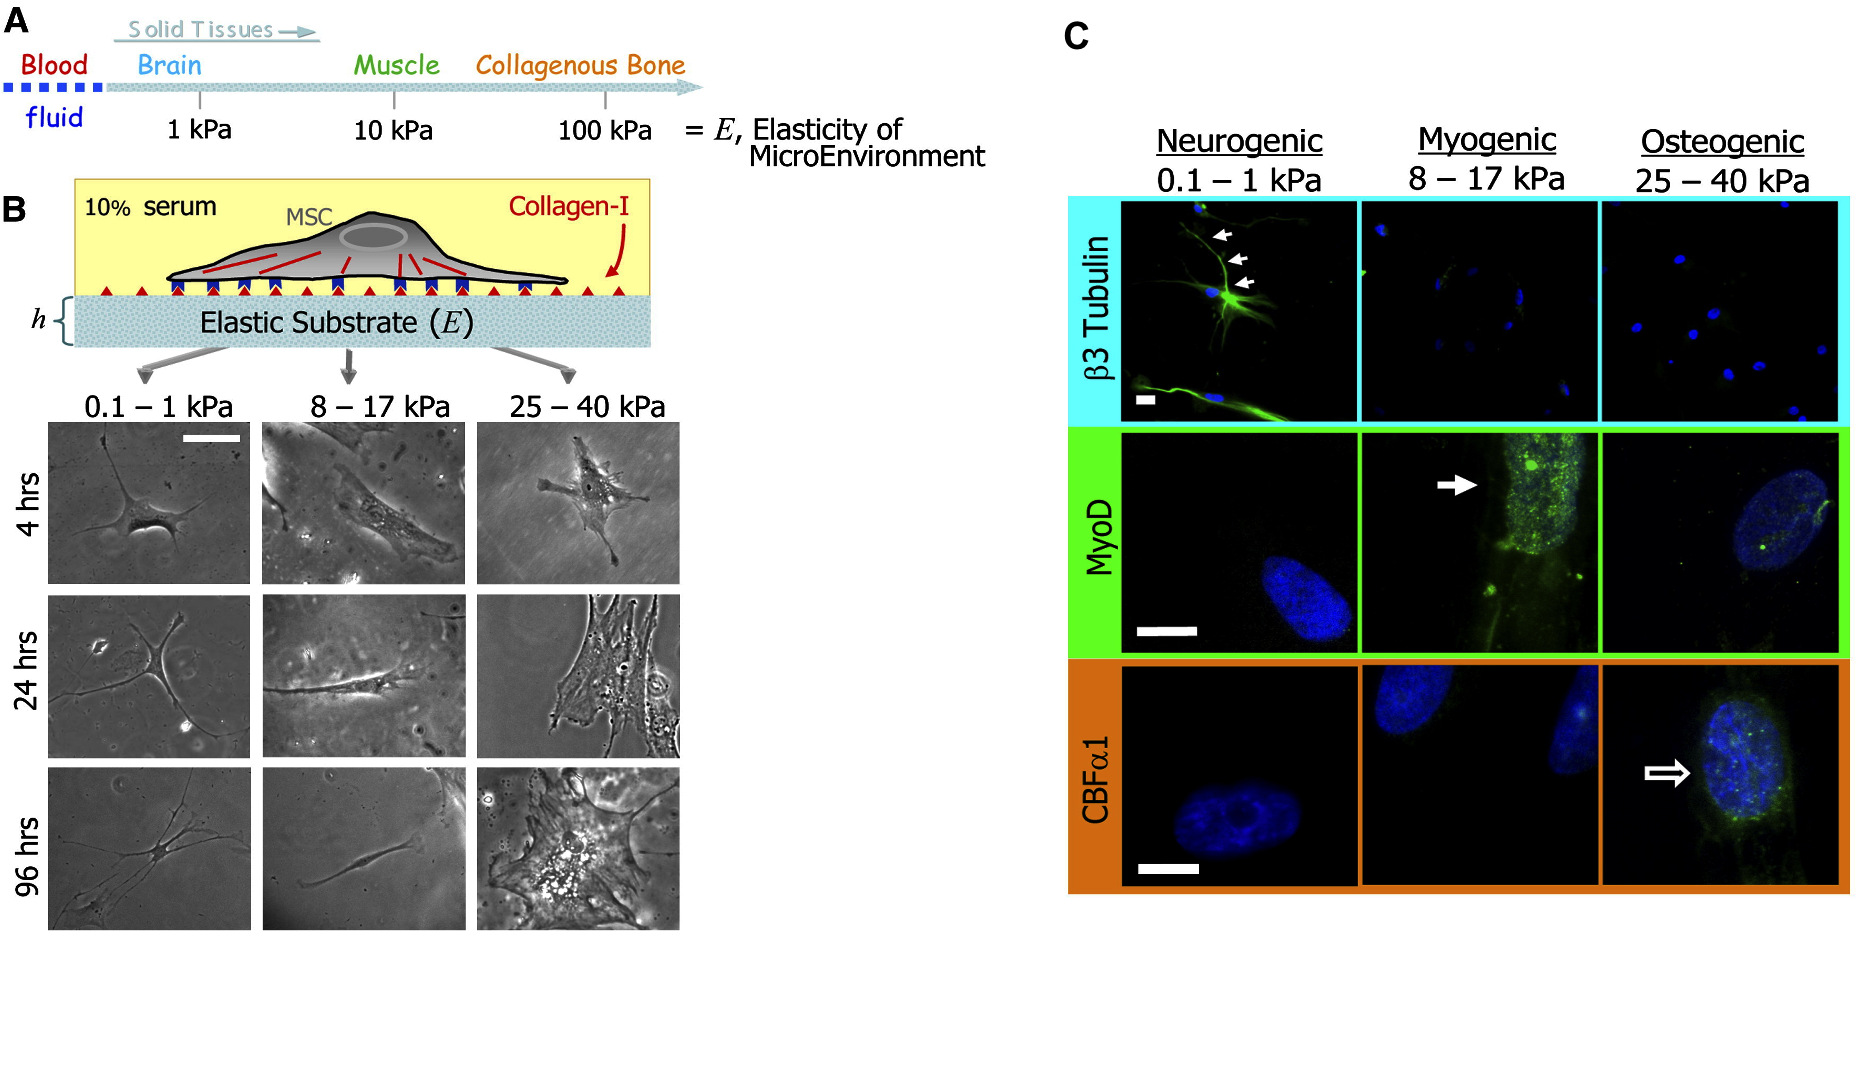 A
Solid Tissues
Blood Brain Muscle Collagenous Bone
fluid
1 kPa 10 kPa 100 kPa = E, Elasticity of
MicroEnvironment
B
10% serum MSC Collagen-I
h Elastic Substrate (E)
0.1 – 1 kPa 8 – 17 kPa 25 – 40 kPa
4 hrs
24 hrs
96 hrs
C
Neurogenic Myogenic Osteogenic
0.1 – 1 kPa 8 – 17 kPa 25 – 40 kPa
β3 Tubulin
MyoD
CBFα1